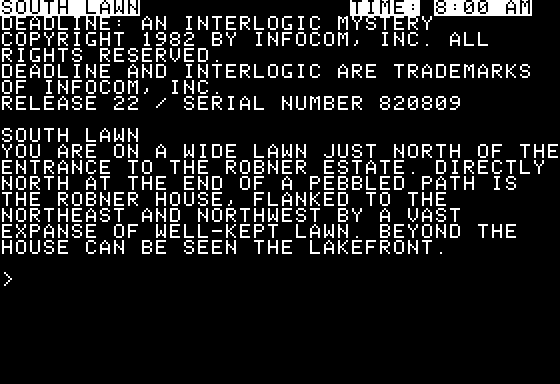 SOUTH LAWN TIME: 8:00 AM
DEADLINE: AN INTERLOGIC MYSTERY
COPYRIGHT 1982 BY INFOCOM, INC. ALL
RIGHTS RESERVED.
DEADLINE AND INTERLOGIC ARE TRADEMARKS
OF INFOCOM, INC.
RELEASE 22 / SERIAL NUMBER 820809
SOUTH LAWN
YOU ARE ON A WIDE LAWN JUST NORTH OF THE
ENTRANCE TO THE ROBNER ESTATE. DIRECTLY
NORTH AT THE END OF A PEBBLED PATH IS
THE ROBNER HOUSE, FLANKED TO THE
NORTHEAST AND NORTHWEST BY A VAST
EXPANSE OF WELL-KEPT LAWN. BEYOND THE
HOUSE CAN BE SEEN THE LAKEFRONT.
>